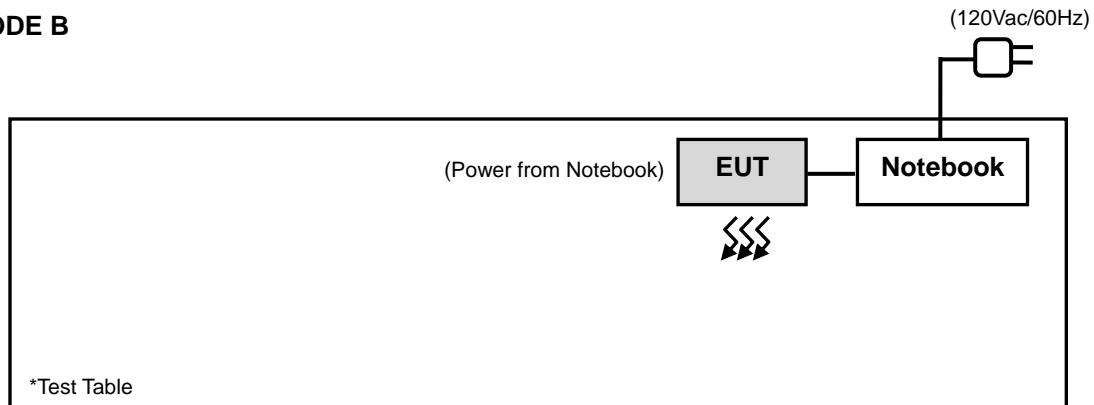 (120Vac/60Hz)
ODE B
(Power from Notebook) EUT Notebook
*Test Table